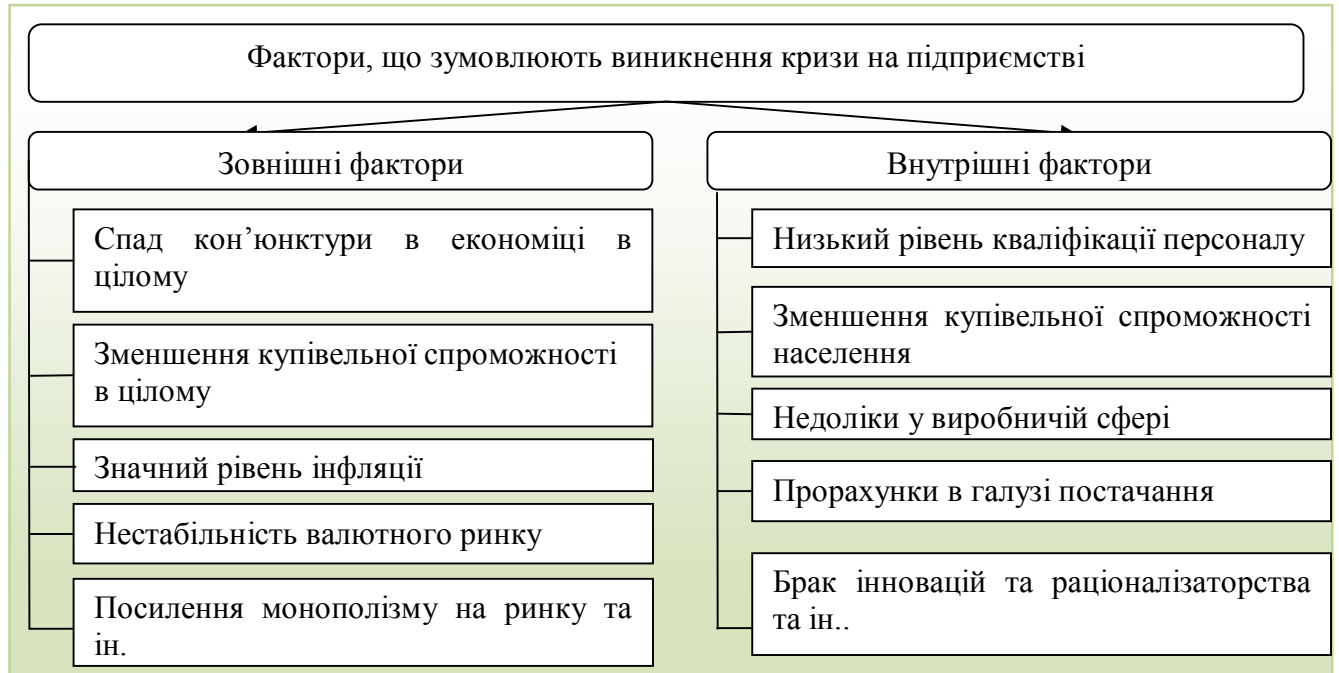 Фактори, що зумовлюють виникнення кризи на підприємстві
Зовнішні фактори
Спад кон’юнктури в економіці в
цілому
Зменшення купівельної спроможності
в цілому
Значний рівень інфляції
Нестабільність валютного ринку
Посилення монополізму на ринку та
ін.
Внутрішні фактори
Низький рівень кваліфікації персоналу
Зменшення купівельної спроможності
населення
Недоліки у виробничій сфері
Прорахунки в галузі постачання
Брак інновацій та раціоналізаторства
та ін..